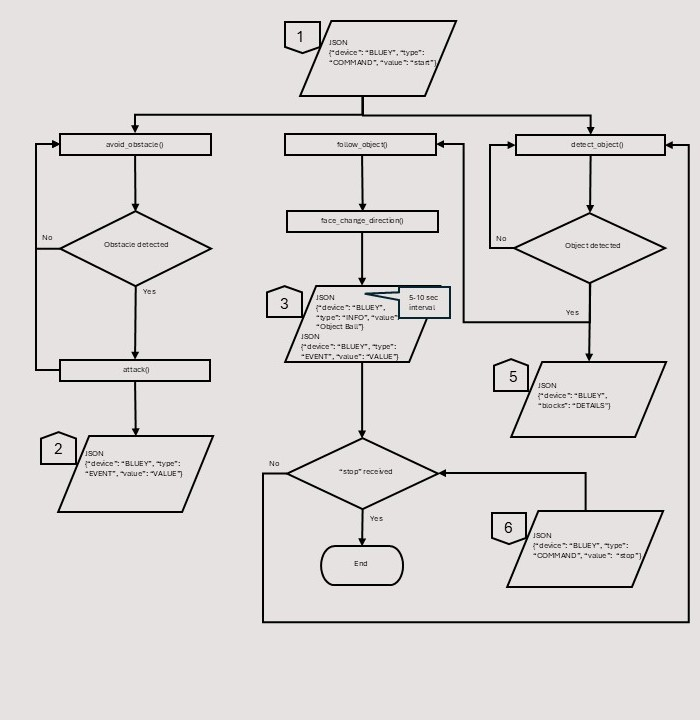 1
JSON
{“device”: “BLUEY”, “type”:
“COMMAND”, “value”: “start”}
avoid_obstacle()
follow_object()
detect_object()
face_change_direction()
No
Obstacle detected
Yes
No
Object detected
Yes
3
JSON
{“device”: “BLUEY”,
“type”: “INFO”, “value”
“Object Ball”}
JSON
{“device”: “BLUEY”, “type”:
“EVENT”, “value”: “VALUE”}
5-10 sec
interval
attack()
5
JSON
{“device”: “BLUEY”,
“blocks”: “DETAILS”}
2
JSON
{“device”: “BLUEY”, “type”:
“EVENT”, “value”: “VALUE”}
No
“stop” received
Yes
End
6
JSON
{“device”: “BLUEY”, “type”:
“COMMAND”, “value”: “stop”}